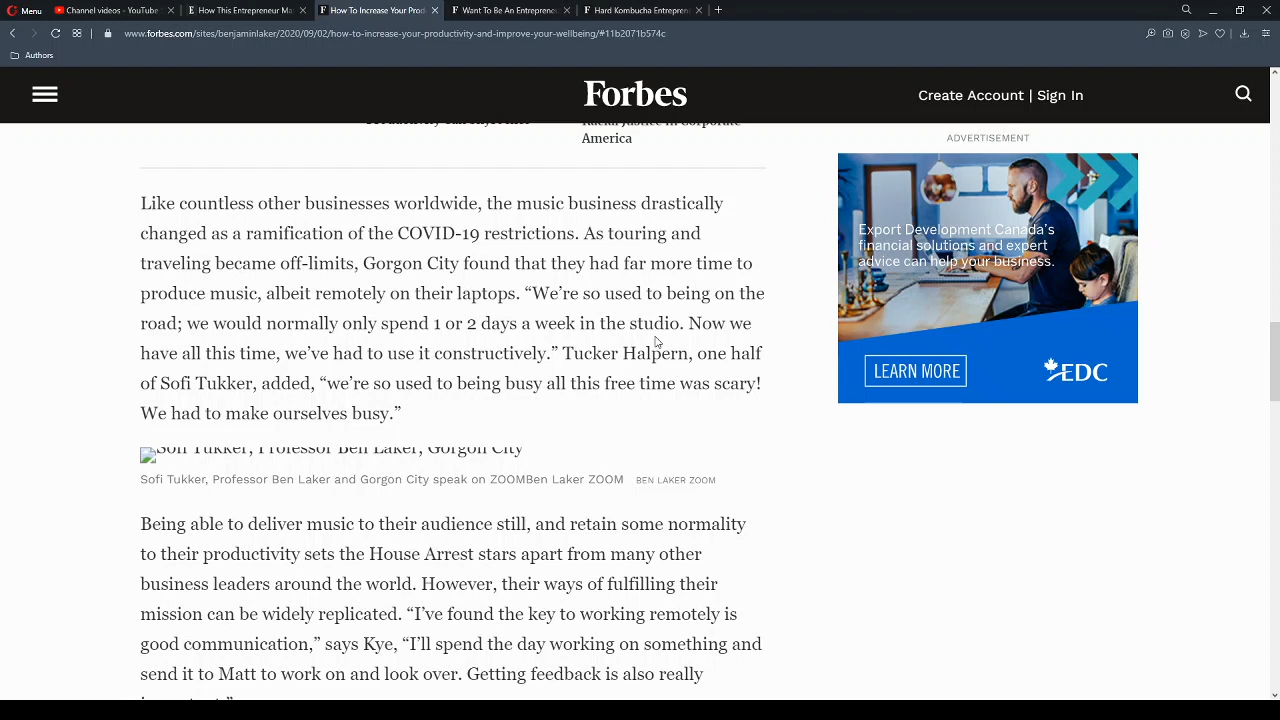 Menu
Channel videos - YouTube
How This Entrepreneur Ma
How To Increase Your Prod
Want To Be An Entreprene
Hard Kombucha Entrepren
www.forbes.com/sites/benjaminlaker/2020/09/02/how-to-increase-your-productivity-and-improve-your-wellbeing/#11b2071b574c
Authors
Forbes
Create Account | Sign In
America
ADVERTISEMENT
Like countless other businesses worldwide, the music business drastically
changed as a ramification of the COVID-19 restrictions. As touring and
traveling became off-limits, Gorgon City found that they had far more time to
produce music, albeit remotely on their laptops. “We’re so used to being on the
road; we would normally only spend 1 or 2 days a week in the studio. Now we
have all this time, we’ve had to use it constructively.” Tucker Halpern, one half
of Sofi Tukker, added, “we’re so used to being busy all this free time was scary!
We had to make ourselves busy.”
Export Development Canada’s
financial solutions and expert
advice can help your business.
LEARN MORE
EDC
Sofi Tukker, Professor Ben Laker, Gorgon City
Sofi Tukker, Professor Ben Laker and Gorgon City speak on ZOOMBen Laker ZOOM BEN LAKER ZOOM
Being able to deliver music to their audience still, and retain some normality
to their productivity sets the House Arrest stars apart from many other
business leaders around the world. However, their ways of fulfilling their
mission can be widely replicated. “I’ve found the key to working remotely is
good communication,” says Kye, “I’ll spend the day working on something and
send it to Matt to work on and look over. Getting feedback is also really